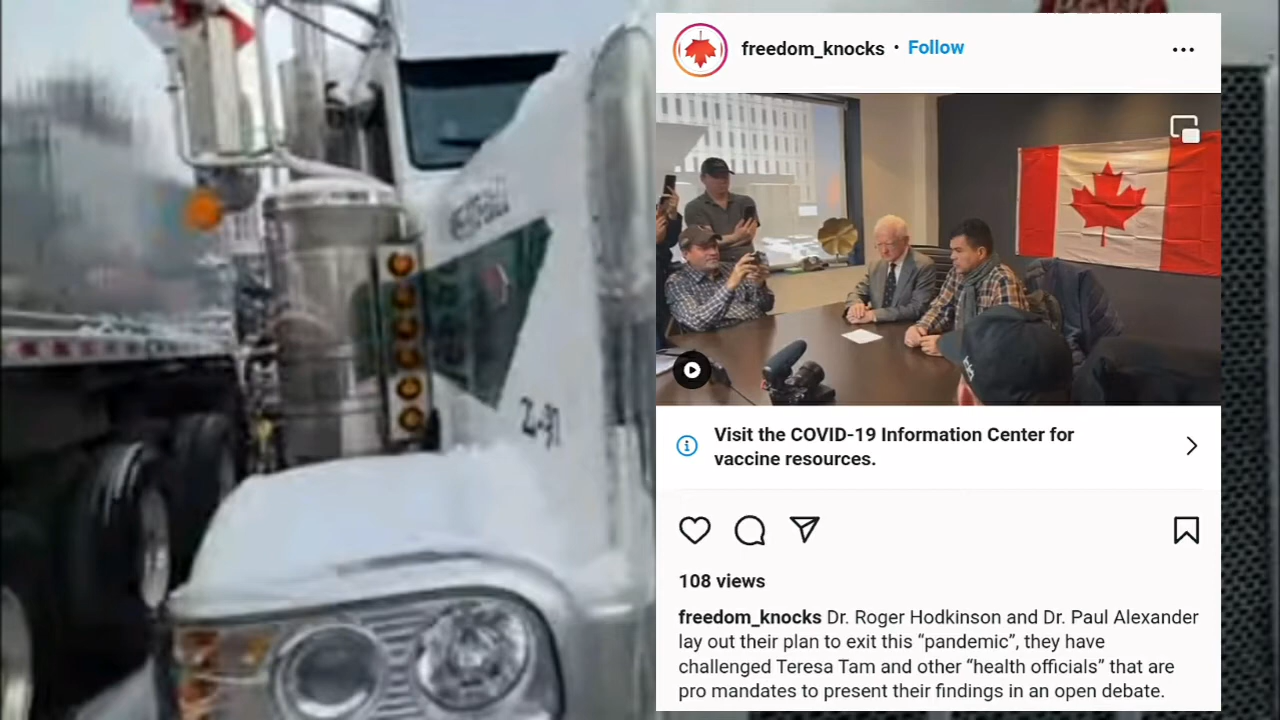 freedom_knocks • Follow
Visit the COVID-19 Information Center for
vaccine resources.
108 views
freedom_knocks Dr. Roger Hodkinson and Dr. Paul Alexander
lay out their plan to exit this “pandemic”, they have
challenged Teresa Tam and other “health officials” that are
pro mandates to present their findings in an open debate.